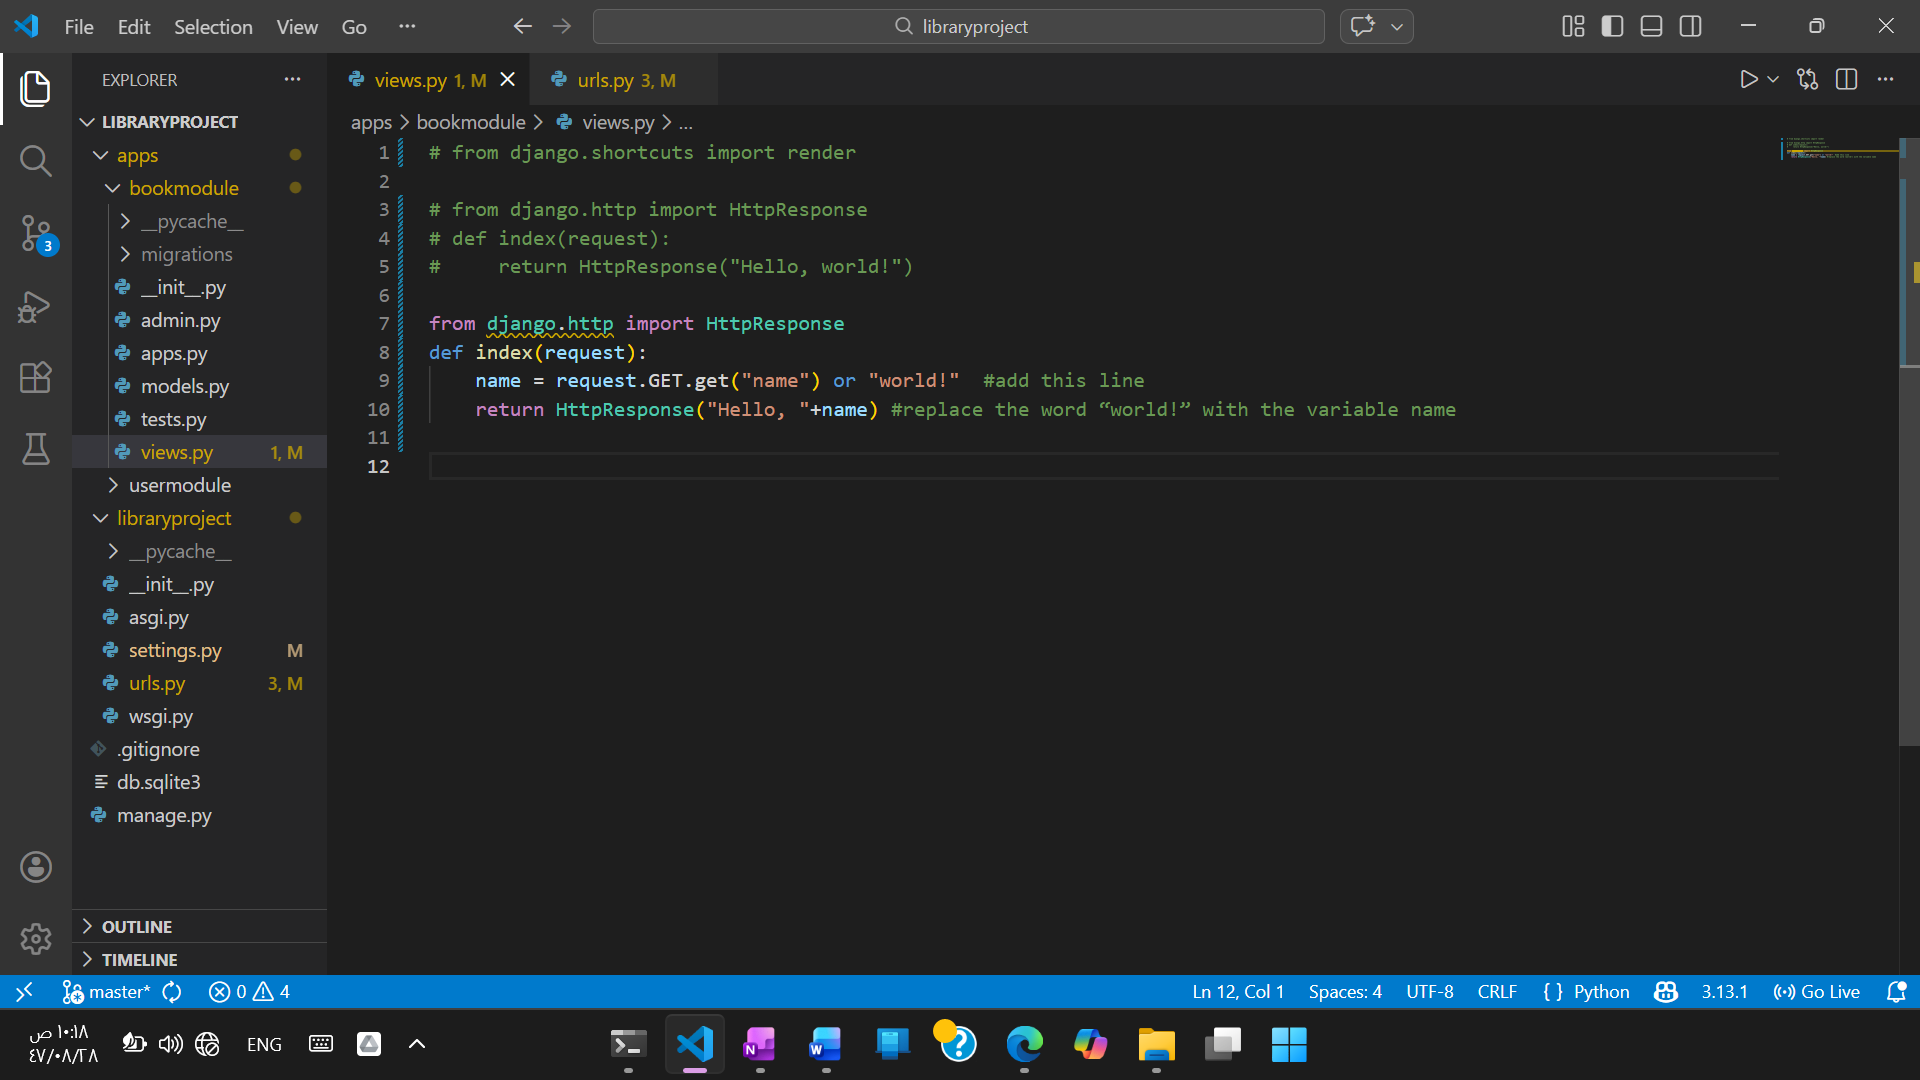 File Edit Selection View Go ···
libraryproject
EXPLORER ···
LIBRARYPROJECT
apps
bookmodule
__pycache__
migrations
__init__.py
admin.py
apps.py
models.py
tests.py
views.py 1, M
usermodule
libraryproject
__pycache__
__init__.py
asgi.py
settings.py M
urls.py 3, M
wsgi.py
.gitignore
db.sqlite3
manage.py
OUTLINE
TIMELINE
3
views.py 1, M
urls.py 3, M
apps > bookmodule > views.py > ...
1 # from django.shortcuts import render
2
3 # from django.http import HttpResponse
4 # def index(request):
5 #     return HttpResponse("Hello, world!")
6
7 from django.http import HttpResponse
8 def index(request):
9     name = request.GET.get("name") or "world!"  #add this line
10     return HttpResponse("Hello, "+name) #replace the word “world!” with the variable name
11
12
master* 0 4
Ln 12, Col 1 Spaces: 4 UTF-8 CRLF { } Python 3.13.1 Go Live
١٠:١٨ ص
٤٧/٠٨/٢٨
ENG
N
W
?